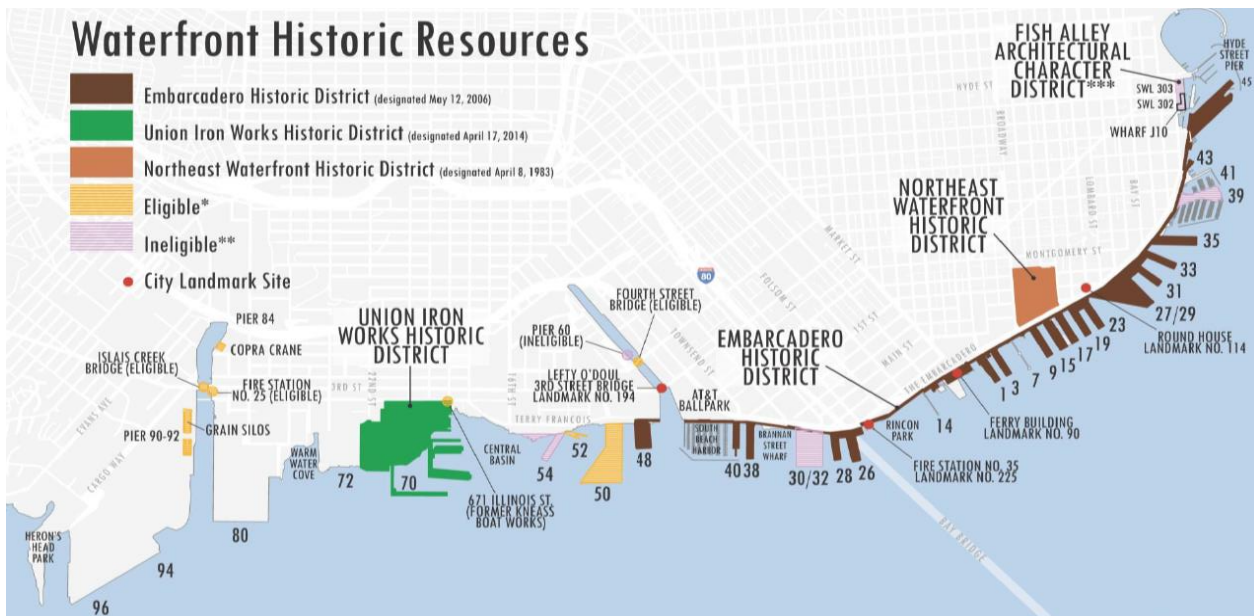 Waterfront Historic Resources
Embarcadero Historic District (designated May 12, 2006)
Union Iron Works Historic District (designated April 17, 2014)
Northeast Waterfront Historic District (designated April 8, 1983)
Eligible*
Ineligible**
City Landmark Site
FISH ALLEY
ARCHITECTURAL
CHARACTER
DISTRICT***
HYDE
STREET
PIER
45
SWL 303
SWL 302
WHARF J10
HYDE ST
BROADWAY
LOMBARD ST
BAY ST
MONTGOMERY ST
43
41
39
35
33
31
27/29
NORTHEAST
WATERFRONT
HISTORIC
DISTRICT
ROUND HOUSE
LANDMARK NO. 114
23
19
17
15
9
7
3
1
MARKET ST
FOLSOM ST
1ST ST
MAIN ST
THE EMBARCADERO
80
FERRY BUILDING
LANDMARK NO. 90
14
RINCON
PARK
EMBARCADERO
HISTORIC
DISTRICT
FIRE STATION NO. 35
LANDMARK NO. 225
BAY BRIDGE
26
28
30/32
BRANNAN
STREET
WHARF
38
40
SOUTH
BEACH
HARBOR
AT&T
BALLPARK
TOWNSEND ST
FOURTH STREET
BRIDGE (ELIGIBLE)
PIER 60
(INELIGIBLE)
LEFTY O'DOUL
3RD STREET BRIDGE
LANDMARK NO. 194
48
50
52
54
TERRY FRANCOIS
16TH ST
CENTRAL
BASIN
UNION IRON
WORKS HISTORIC
DISTRICT
671 ILLINOIS ST.
(FORMER KNEASS
BOAT WORKS)
22ND ST
3RD ST
70
72
WARM
WATER
COVE
PIER 84
COPRA CRANE
ISLAIS CREEK
BRIDGE (ELIGIBLE)
FIRE STATION
NO. 25 (ELIGIBLE)
GRAIN SILOS
PIER 90-92
EVANS AVE
CARGO WAY
80
94
96
HERON'S
HEAD
PARK